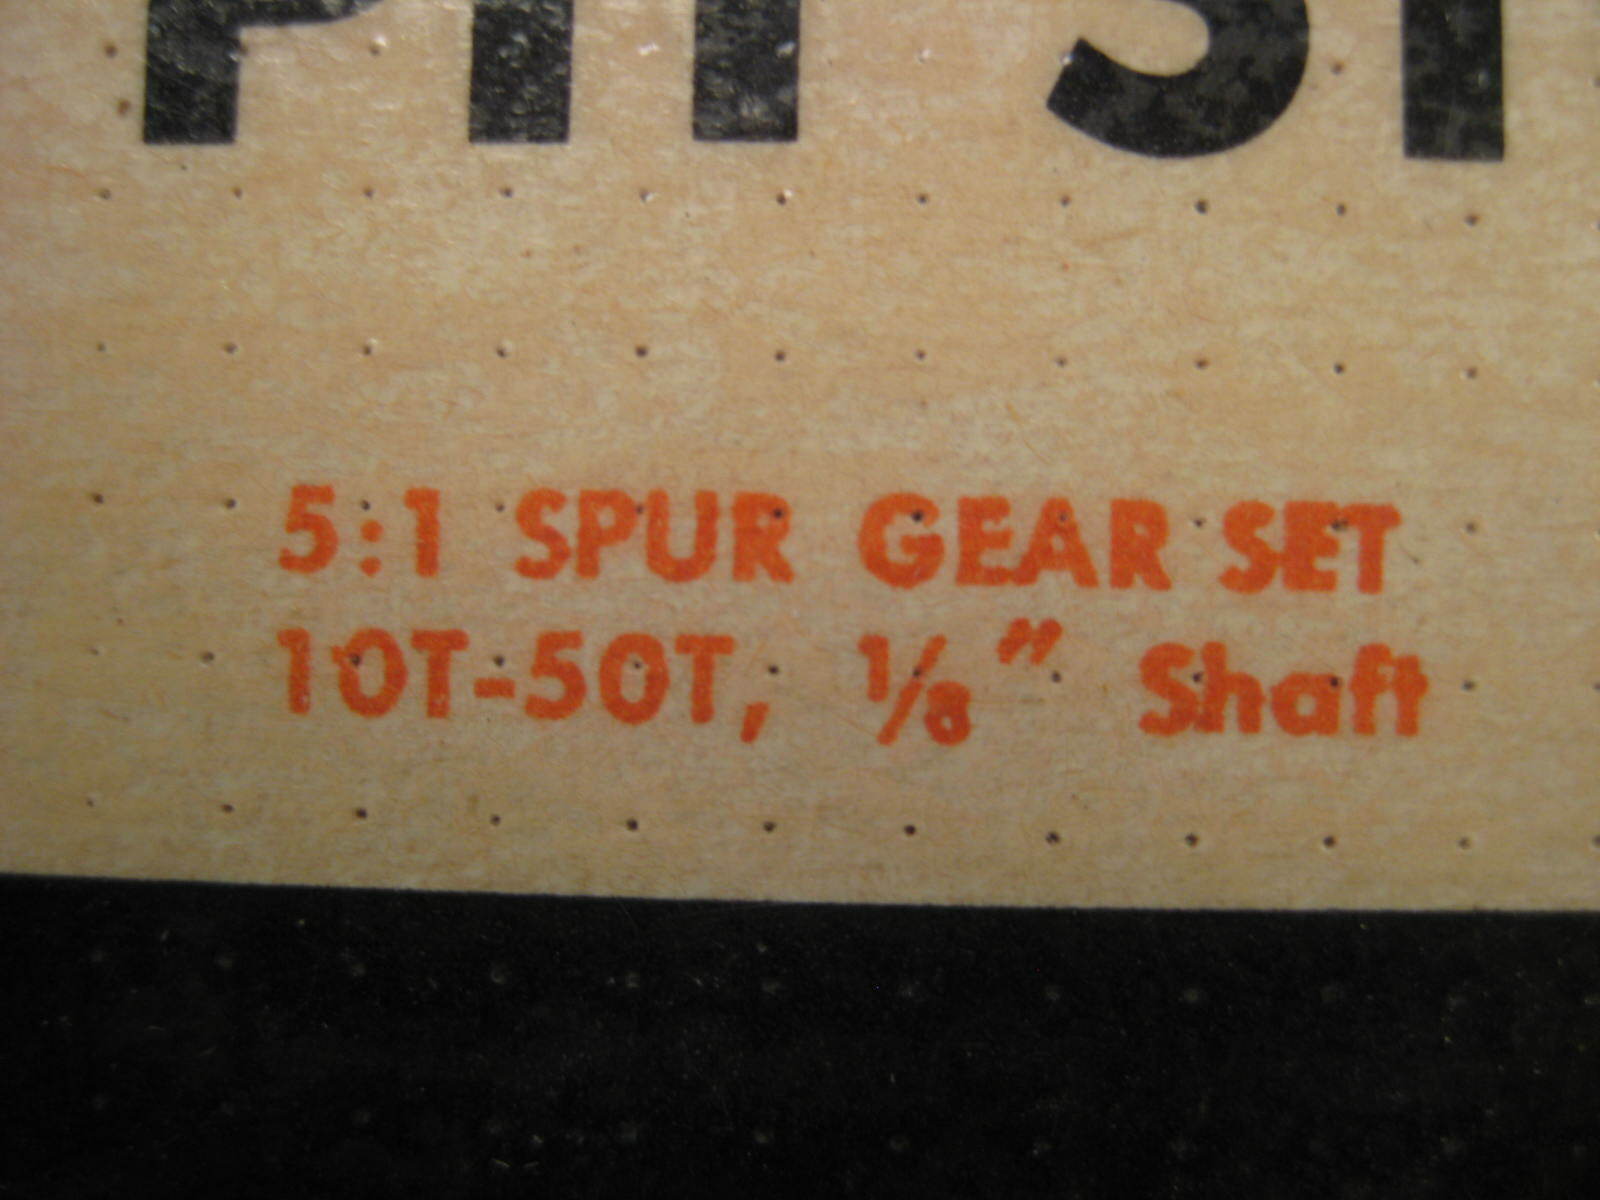 5:1 SPUR GEAR SET
10T-50T, 1/8" Shaft